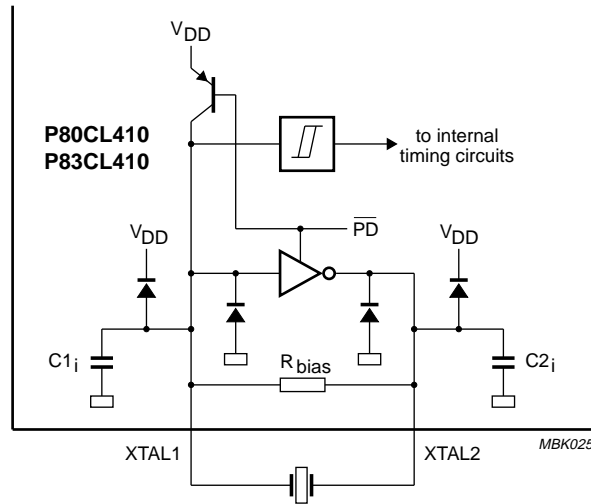 VDD
P80CL410
P83CL410
to internal
timing circuits
PD
VDD
VDD
C1i
Rbias
C2i
XTAL1
XTAL2
MBK025